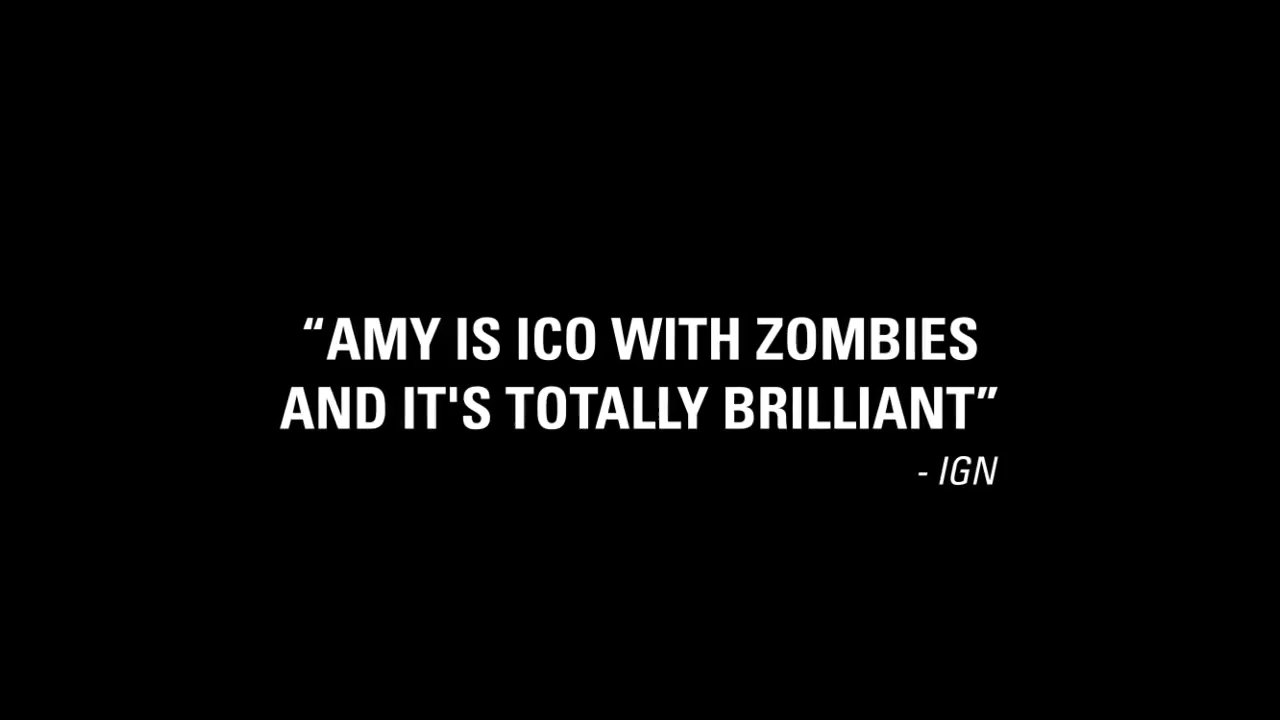 “AMY IS ICO WITH ZOMBIES
AND IT'S TOTALLY BRILLIANT”
- IGN